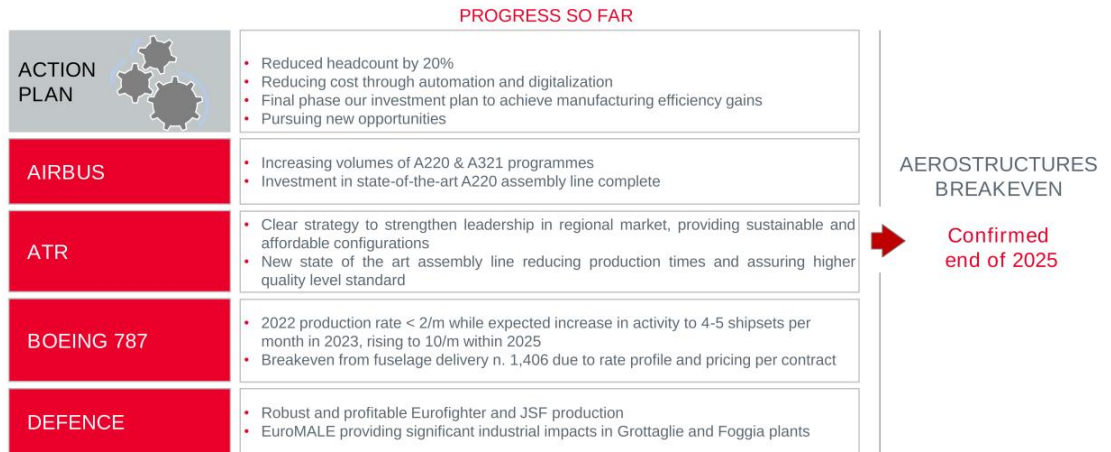 PROGRESS SO FAR
ACTION
PLAN
• Reduced headcount by 20%
• Reducing cost through automation and digitalization
• Final phase our investment plan to achieve manufacturing efficiency gains
• Pursuing new opportunities
AIRBUS
• Increasing volumes of A220 & A321 programmes
• Investment in state-of-the-art A220 assembly line complete
ATR
• Clear strategy to strengthen leadership in regional market, providing sustainable and
affordable configurations
• New state of the art assembly line reducing production times and assuring higher
quality level standard
BOEING 787
• 2022 production rate < 2/m while expected increase in activity to 4-5 shipsets per
month in 2023, rising to 10/m within 2025
• Breakeven from fuselage delivery n. 1,406 due to rate profile and pricing per contract
DEFENCE
• Robust and profitable Eurofighter and JSF production
• EuroMALE providing significant industrial impacts in Grottaglie and Foggia plants
AEROSTRUCTURES
BREAKEVEN
Confirmed
end of 2025